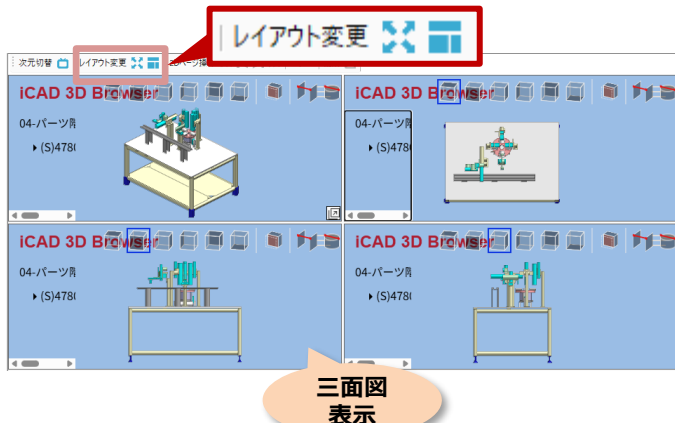 レイアウト変更
次元切替
レイアウト変更
iCAD 3D Browser
04-パーツ
(S)478
iCAD 3D Browser
04-パーツ
(S)478
iCAD 3D Browser
04-パーツ
(S)478
iCAD 3D Browser
04-パーツ
(S)478
三面図
表示